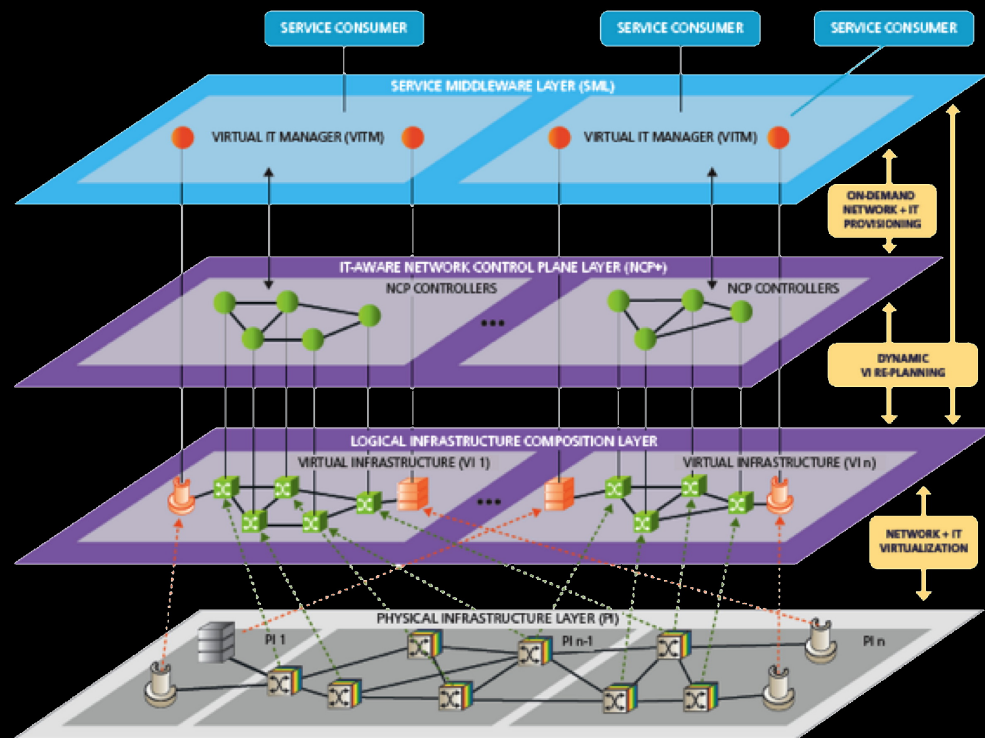 SERVICE CONSUMER
SERVICE CONSUMER
SERVICE CONSUMER
SERVICE MIDDLEWARE LAYER (SML)
VIRTUAL IT MANAGER (VITM)
VIRTUAL IT MANAGER (VITM)
ON-DEMAND
NETWORK + IT
PROVISIONING
IT-AWARE NETWORK CONTROL PLANE LAYER (NCP+)
NCP CONTROLLERS
NCP CONTROLLERS
•••
DYNAMIC
VI RE-PLANNING
LOGICAL INFRASTRUCTURE COMPOSITION LAYER
VIRTUAL INFRASTRUCTURE (VI 1)
VIRTUAL INFRASTRUCTURE (VI n)
•••
NETWORK + IT
VIRTUALIZATION
PHYSICAL INFRASTRUCTURE LAYER (PI)
PI 1
PI n-1
PI n